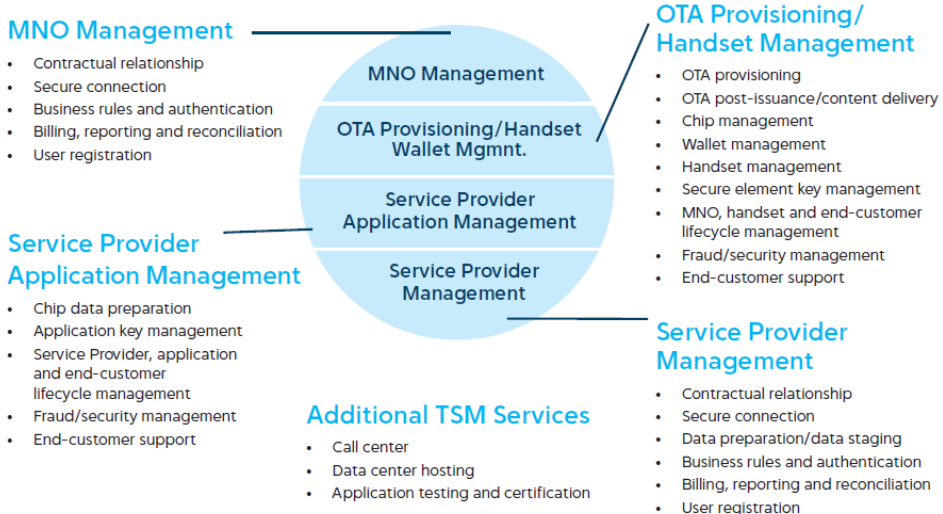 MNO Management
• Contractual relationship
• Secure connection
• Business rules and authentication
• Billing, reporting and reconciliation
• User registration
Service Provider
Application Management
• Chip data preparation
• Application key management
• Service Provider, application
and end-customer
lifecycle management
• Fraud/security management
• End-customer support
MNO Management
OTA Provisioning/Handset
Wallet Mgmnt.
Service Provider
Application Management
Service Provider
Management
Additional TSM Services
• Call center
• Data center hosting
• Application testing and certification
OTA Provisioning/
Handset Management
• OTA provisioning
• OTA post-issuance/content delivery
• Chip management
• Wallet management
• Handset management
• Secure element key management
• MNO, handset and end-customer
lifecycle management
• Fraud/security management
• End-customer support
Service Provider
Management
• Contractual relationship
• Secure connection
• Data preparation/data staging
• Business rules and authentication
• Billing, reporting and reconciliation
• User registration